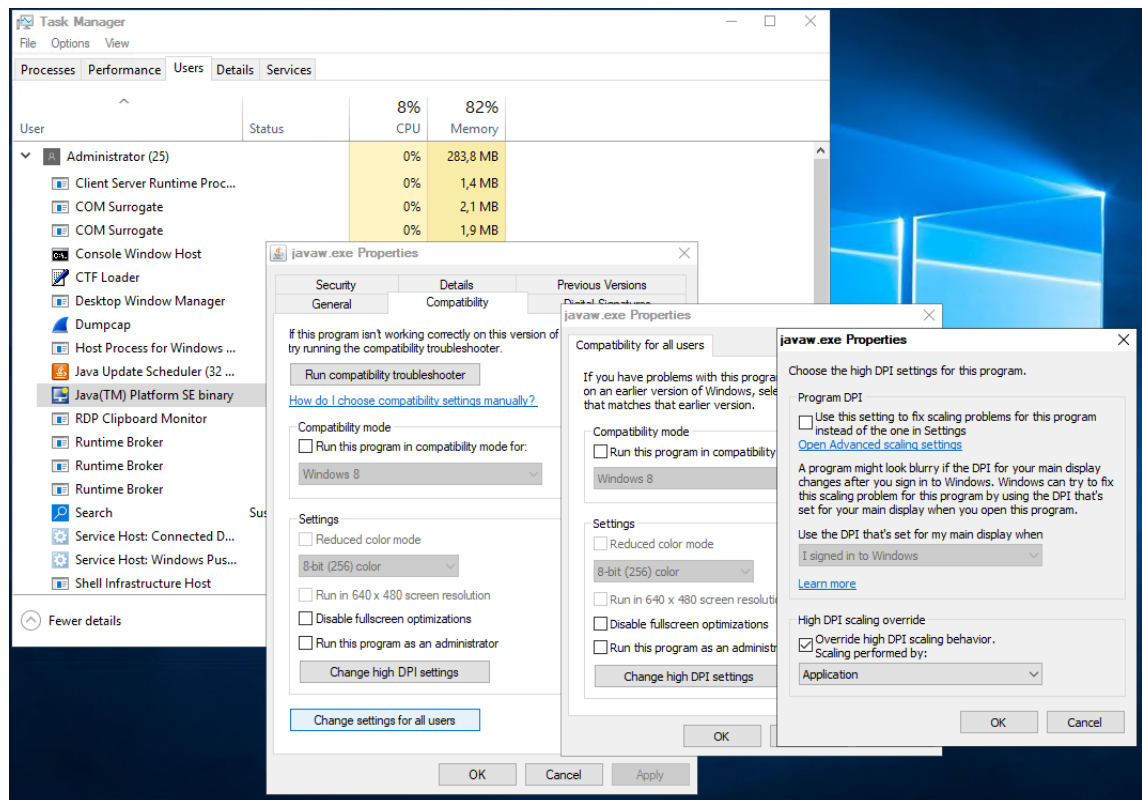 Task Manager
File Options View
Processes Performance Users Details Services
8% 82%
User Status CPU Memory
Administrator (25) 0% 283,8 MB
Client Server Runtime Proc... 0% 1,4 MB
COM Surrogate 0% 2,1 MB
COM Surrogate 0% 1,9 MB
Console Window Host
CTF Loader
Desktop Window Manager
Dumpcap
Host Process for Windows ...
Java Update Scheduler (32 ...
Java(TM) Platform SE binary
RDP Clipboard Monitor
Runtime Broker
Runtime Broker
Runtime Broker
Search Sus
Service Host: Connected D...
Service Host: Windows Pus...
Shell Infrastructure Host
Fewer details
javaw.exe Properties
Security Details Previous Versions
General Compatibility Digital Signatures
If this program isn't working correctly on this version of
try running the compatibility troubleshooter.
Run compatibility troubleshooter
How do I choose compatibility settings manually?
Compatibility mode
Run this program in compatibility mode for:
Windows 8
Settings
Reduced color mode
8-bit (256) color
Run in 640 x 480 screen resolution
Disable fullscreen optimizations
Run this program as an administrator
Change high DPI settings
Change settings for all users
OK Cancel Apply
javaw.exe Properties
Compatibility for all users
If you have problems with this progra
on an earlier version of Windows, sele
that matches that earlier version.
Compatibility mode
Run this program in compatibility
Windows 8
Settings
Reduced color mode
8-bit (256) color
Run in 640 x 480 screen resoluti
Disable fullscreen optimizations
Run this program as an administr
Change high DPI settings
OK
javaw.exe Properties
Choose the high DPI settings for this program.
Program DPI
Use this setting to fix scaling problems for this program
instead of the one in Settings
Open Advanced scaling settings
A program might look blurry if the DPI for your main display
changes after you sign in to Windows. Windows can try to fix
this scaling problem for this program by using the DPI that's
set for your main display when you open this program.
Use the DPI that's set for my main display when
I signed in to Windows
Learn more
High DPI scaling override
Override high DPI scaling behavior.
Scaling performed by:
Application
OK Cancel